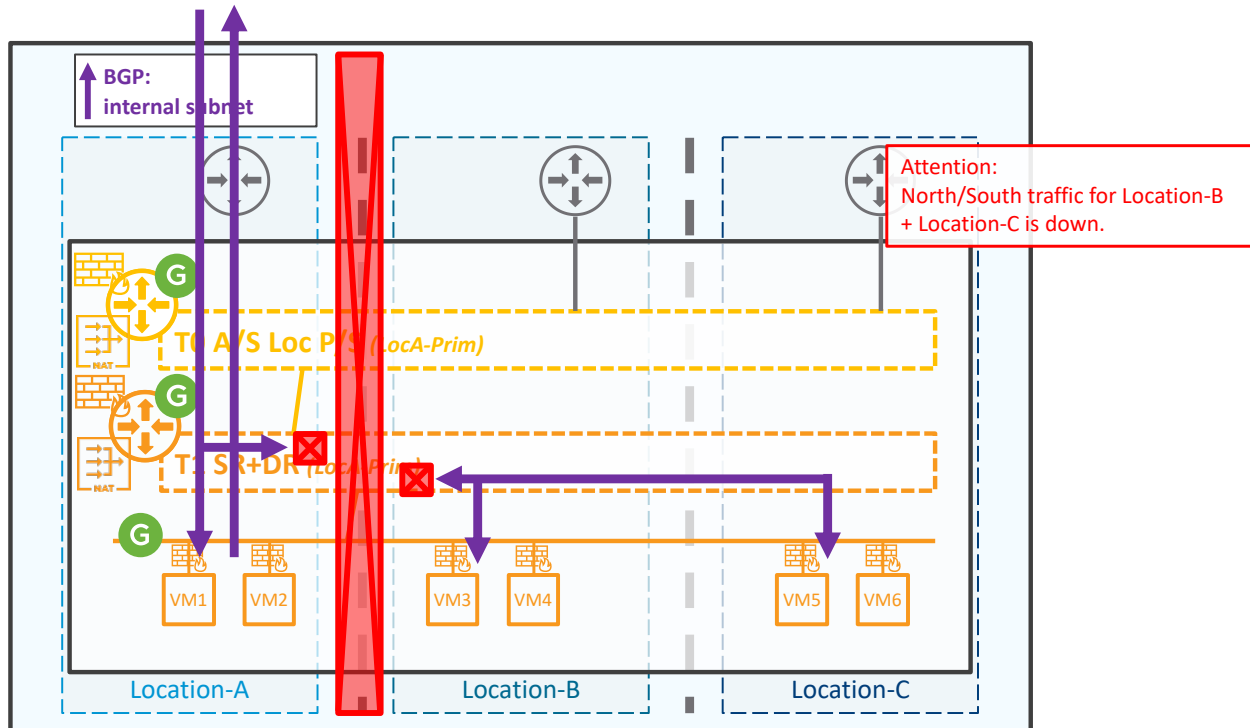 BGP:
internal subnet
Attention:
North/South traffic for Location-B
+ Location-C is down.
G
T0 A/S Loc P/S (LocA-Prim)
NAT
G
T1 SR+DR (LocA-Prim)
NAT
G
VM1
VM2
VM3
VM4
VM5
VM6
Location-A
Location-B
Location-C